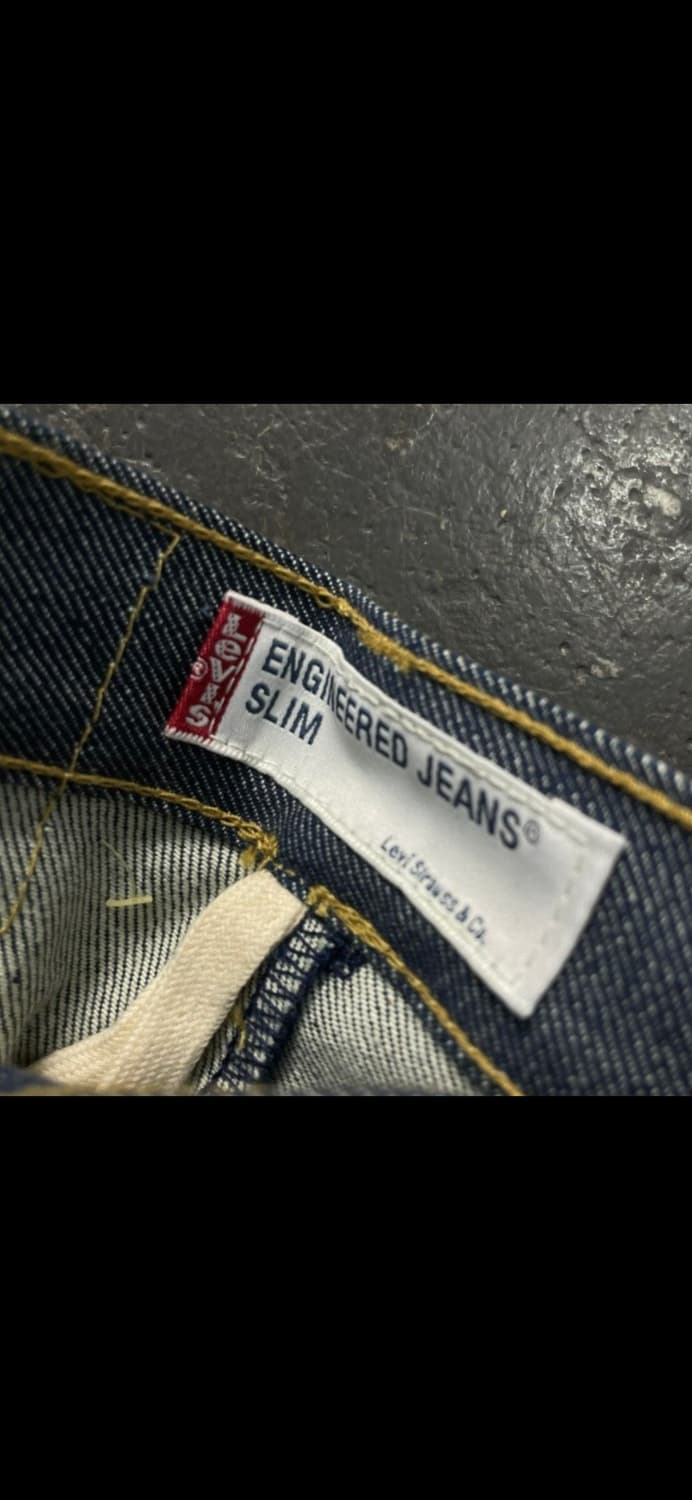 LEVI'S
®
ENGINEERED JEANS®
SLIM
Levi Strauss & Co.